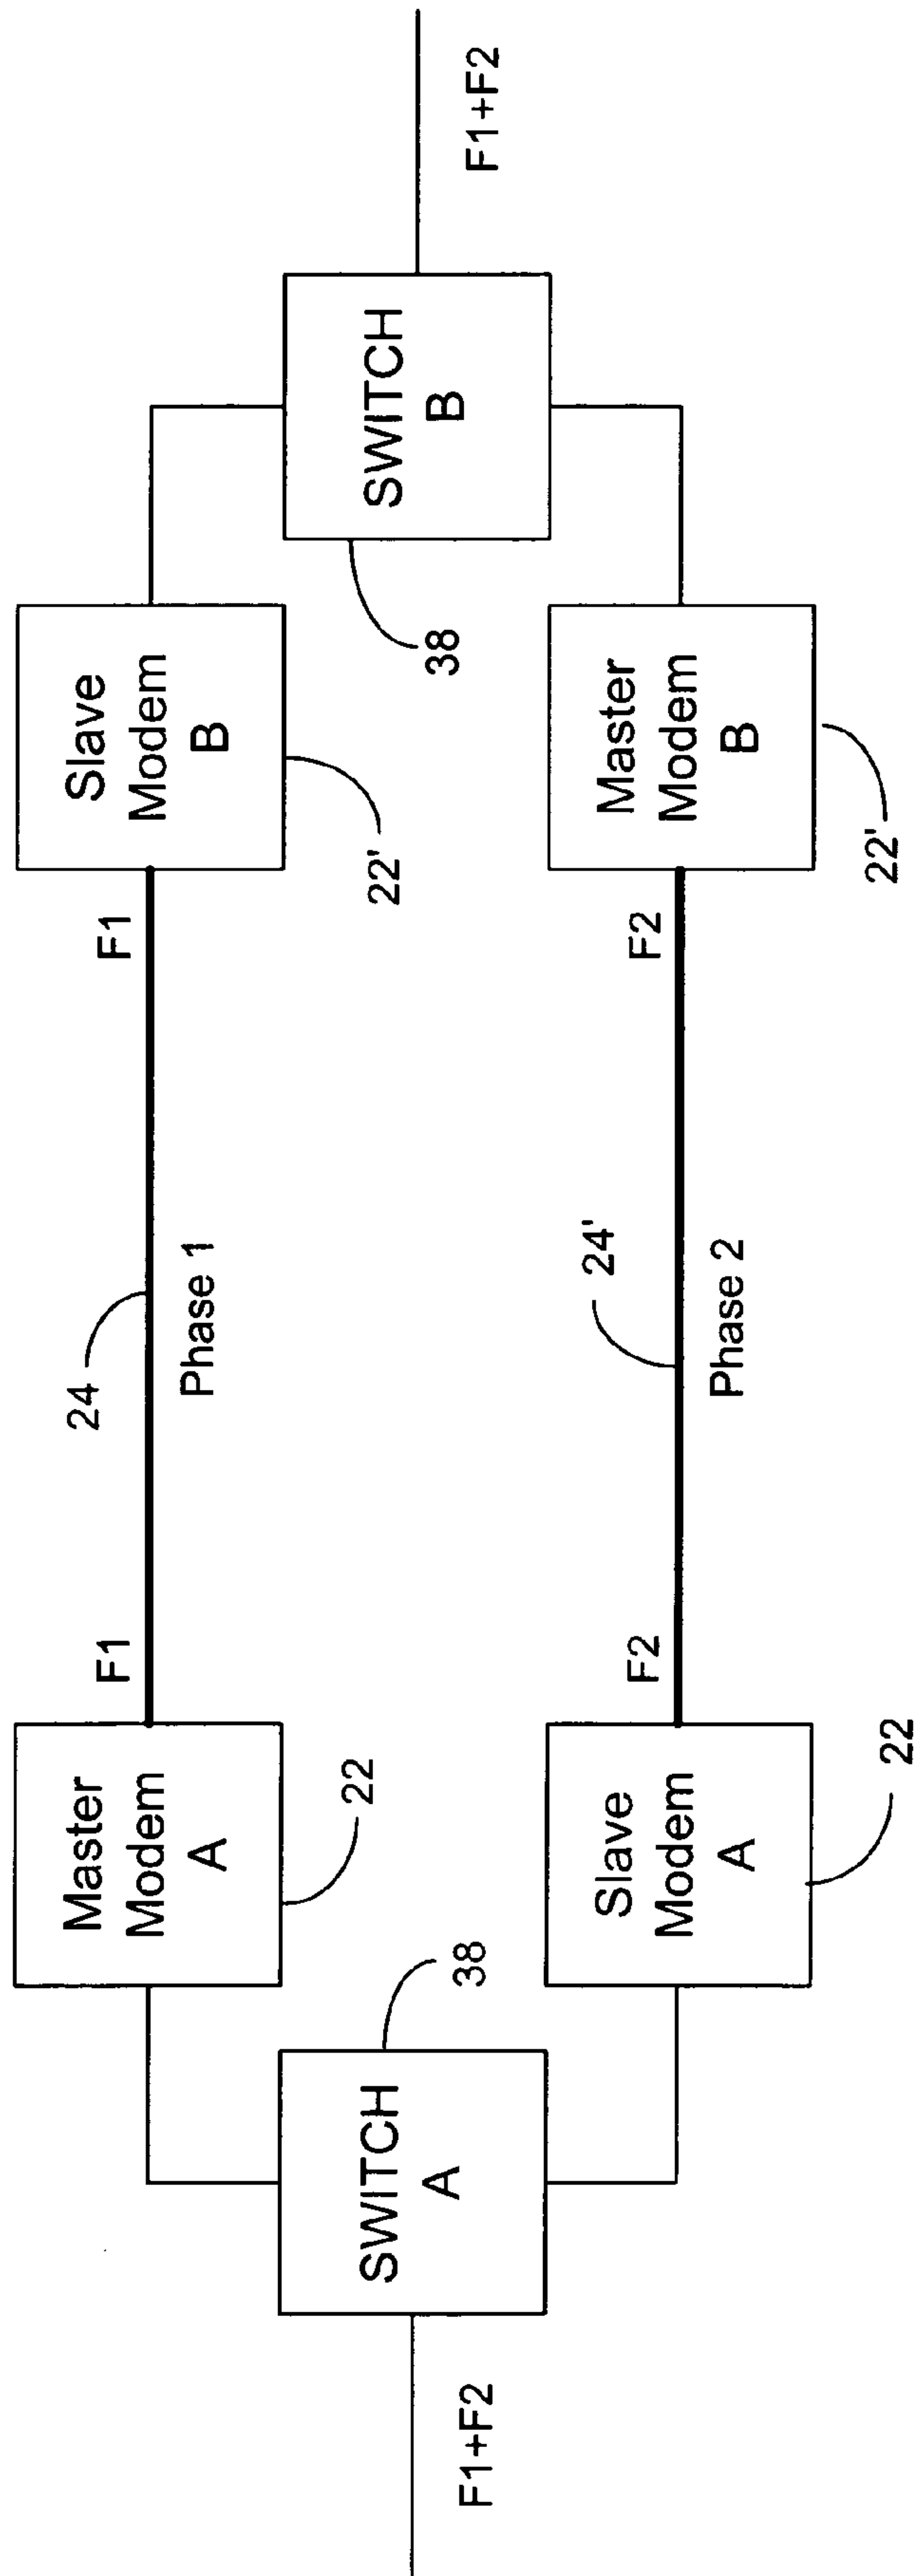 F1+F2
SWITCH
A
38
Master
Modem
A
22
F1
24
Phase 1
F1
Slave
Modem
B
22'
Slave
Modem
A
22
F2
24'
Phase 2
F2
Master
Modem
B
22'
SWITCH
B
38
F1+F2